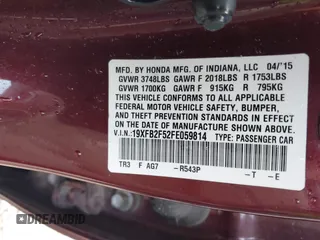 MFD. BY HONDA MFG. OF INDIANA, LLC 04/'15
GVWR 3748LBS GAWR F 2018LBS R 1753LBS
GVWR 1700KG GAWR F 915KG R 795KG
THIS VEHICLE CONFORMS TO ALL APPLICABLE
FEDERAL MOTOR VEHICLE SAFETY, BUMPER,
AND THEFT PREVENTION STANDARDS IN EFFECT
ON THE DATE OF MANUFACTURE SHOWN ABOVE.
V.I.N.: 19XFB2F52FE059814 TYPE: PASSENGER CAR
TR3 F AG7 - R543P - T - E
DEALERAID.ORG